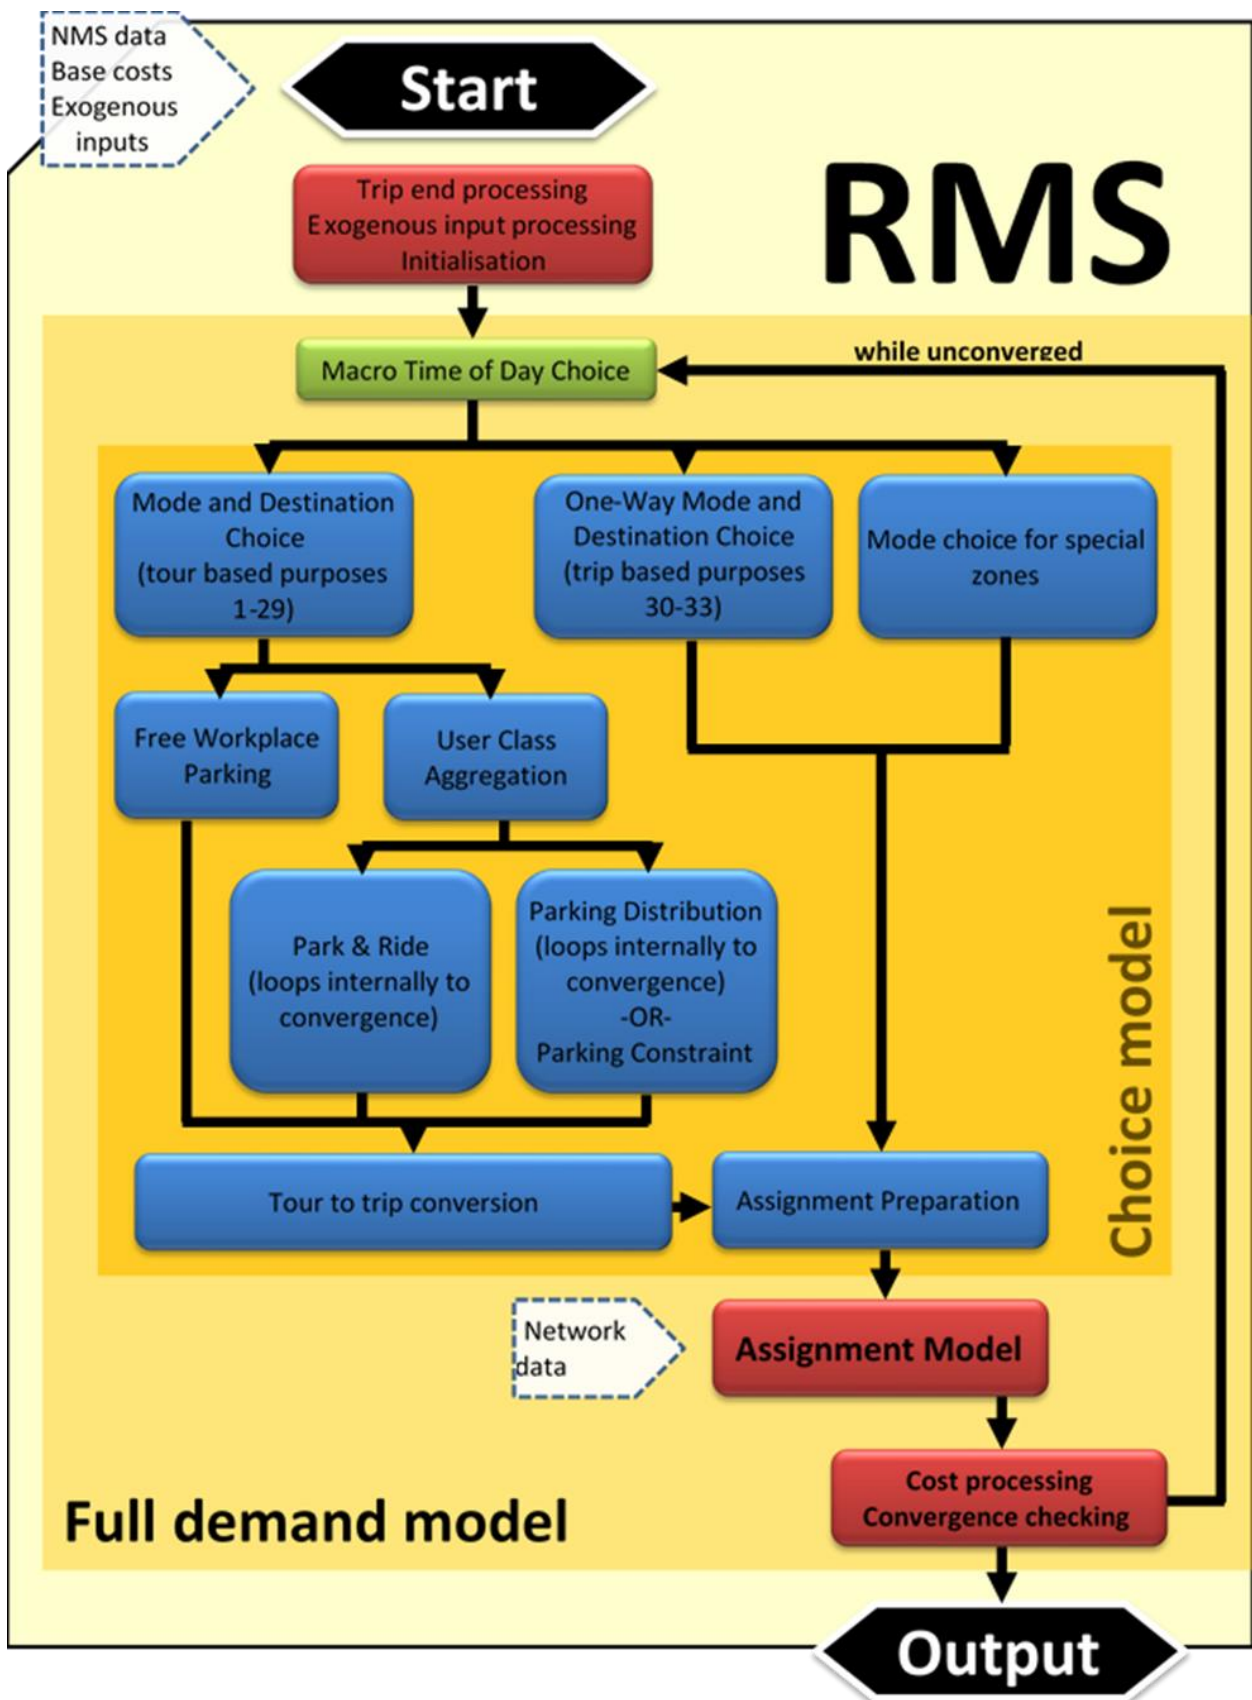 NMS data
Base costs
Exogenous
inputs
Start
RMS
Trip end processing
Exogenous input processing
Initialisation
while unconverged
Macro Time of Day Choice
Mode and Destination
Choice
(tour based purposes
1-29)
One-Way Mode and
Destination Choice
(trip based purposes
30-33)
Mode choice for special
zones
Free Workplace
Parking
User Class
Aggregation
Park & Ride
(loops internally to
convergence)
Parking Distribution
(loops internally to
convergence)
-OR-
Parking Constraint
Choice model
Tour to trip conversion
Assignment Preparation
Network
data
Assignment Model
Cost processing
Convergence checking
Full demand model
Output